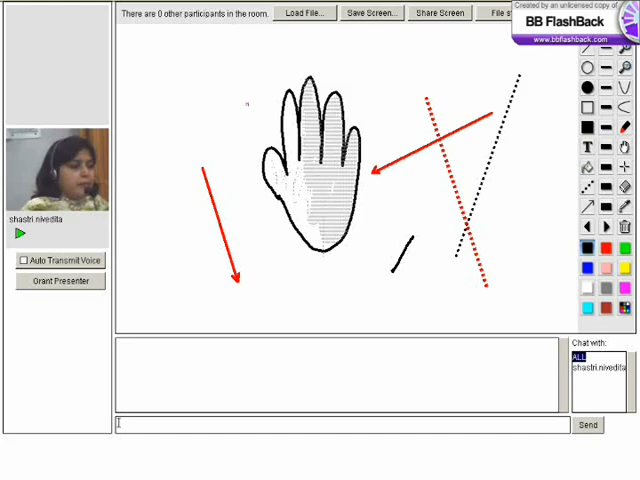 Created by an unlicensed copy of
BB FlashBack
www.bbflashback.com
There are 0 other participants in the room.
Load File...
Save Screen...
Share Screen
T
shastri.nivedita
Auto Transmit Voice
Grant Presenter
Chat with:
ALL
shastri.nivedita
Send